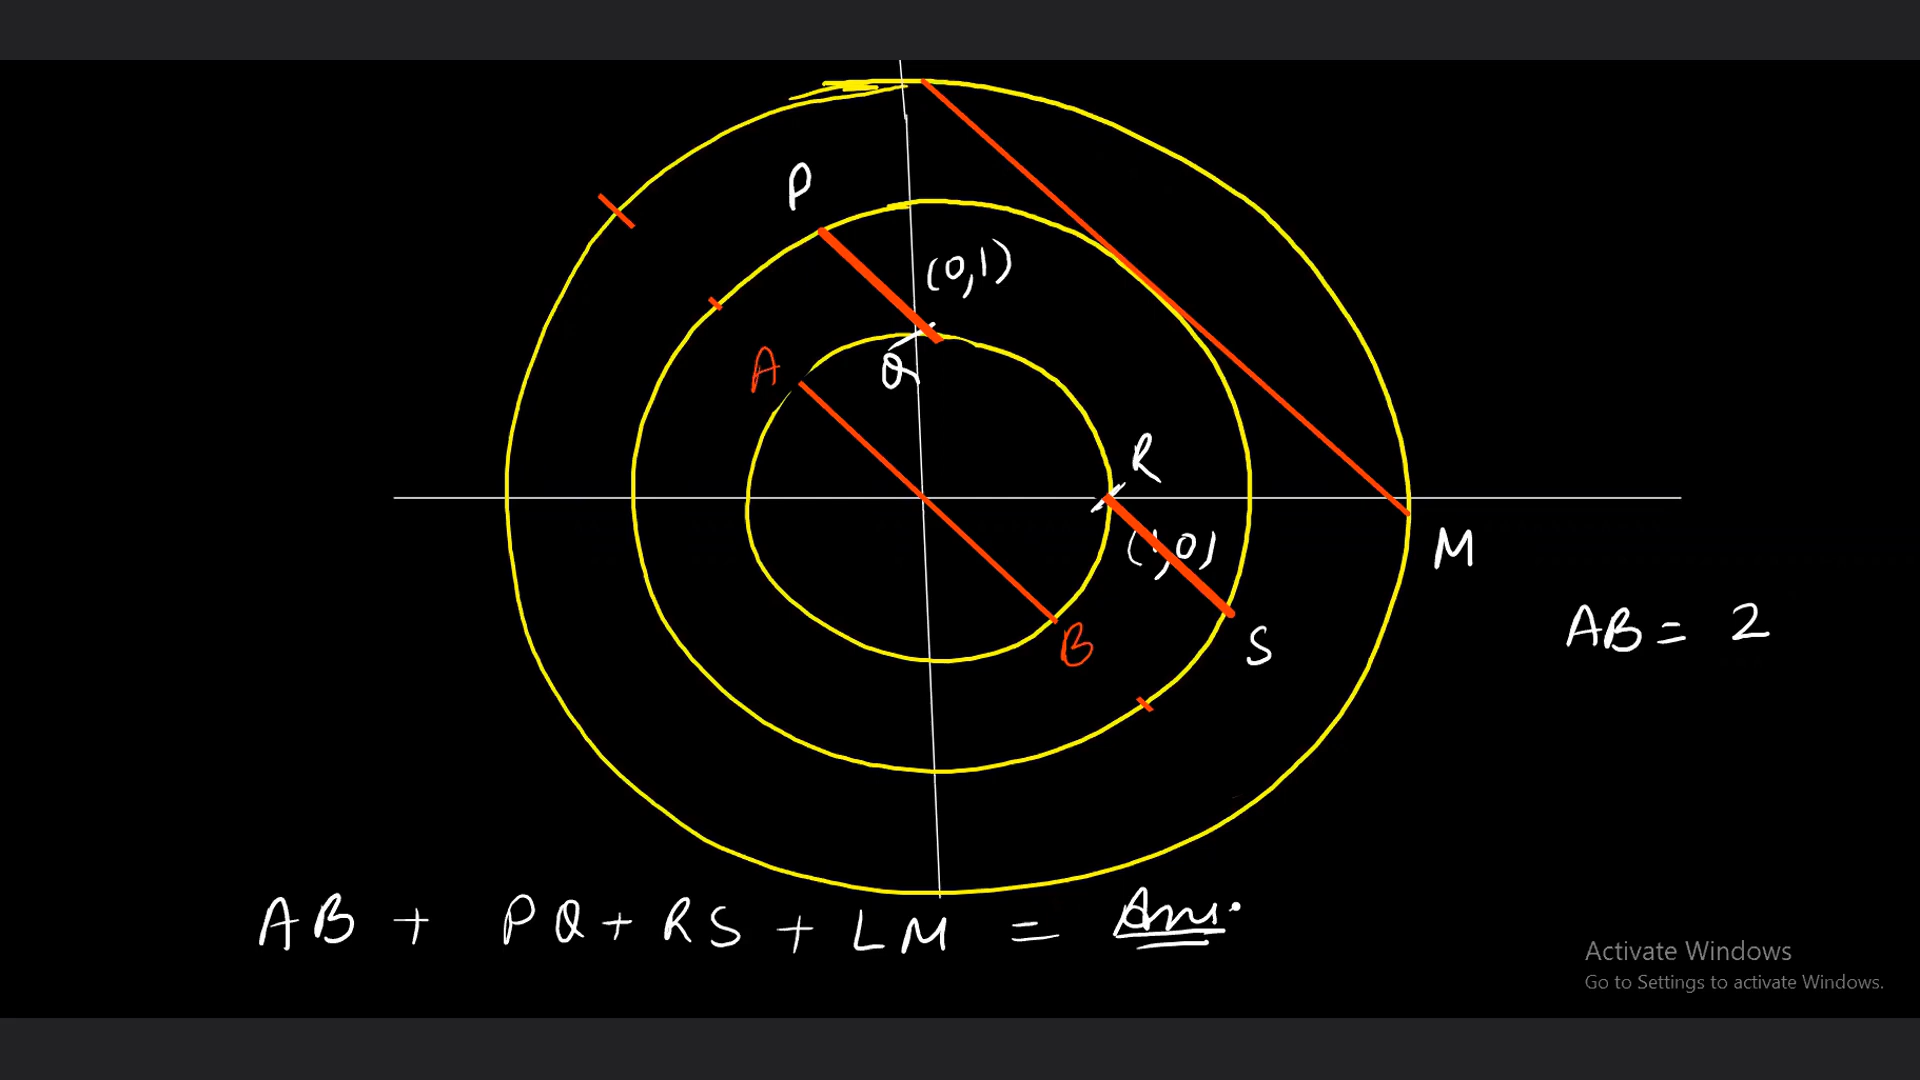 P
(0,1)
A
Q
R
(1,0)
M
S
B
AB = 2
AB + PQ + RS + LM = Ans.
Activate Windows
Go to Settings to activate Windows.